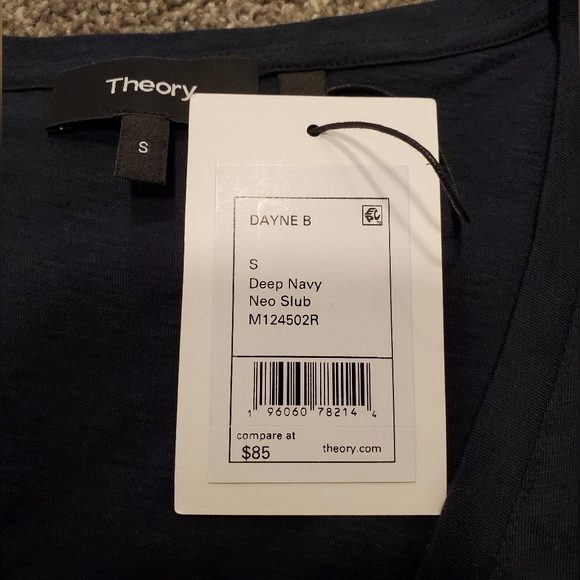 Theory
S
DAYNE B
S
Deep Navy
Neo Slub
M124502R
1 96060 78214 4
compare at
$85 theory.com